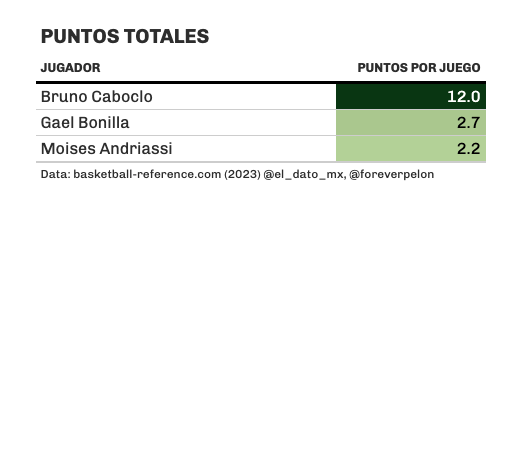 PUNTOS TOTALES
JUGADOR PUNTOS POR JUEGO
Bruno Caboclo 12.0
Gael Bonilla 2.7
Moises Andriassi 2.2
Data: basketball-reference.com (2023) @el_dato_mx, @foreverpelon